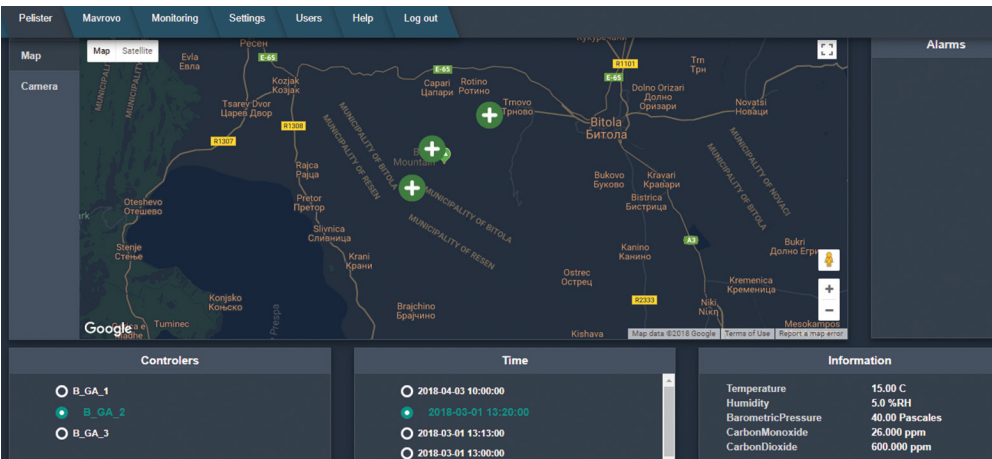 Pelister Mavrovo Monitoring Settings Users Help Log out
Map
Camera
Map Satellite
Alarms
Ресен
Evla
Евла
E-65
Kozjak
Козјак
Tsarev Dvor
Царев Двор
R1308
R1307
MUNICIPALITY OF BITOLA
MUNICIPALITY OF RESEN
Rajca
Рајца
Pretor
Претор
Oteshevo
Отешево
Slivnica
Сливница
Stenje
Стење
Krani
Крани
Konjsko
Коњско
Prespa
Tuminec
Google
Brajchino
Брајчино
E-65
Capari
Цапари
Rotino
Ротино
Trnovo
Трново
Mountain
MUNICIPALITY OF BITOLA
MUNICIPALITY OF RESEN
R1101
E-65
Trn
Трн
Dolno Orizari
Долно
Оризари
Novatsi
Новаци
Bitola
Битола
MUNICIPALITY OF BITOLA
MUNICIPALITY OF NOVACI
Bukovo
Буково
Kravari
Кравари
Bistrica
Бистрица
A3
Kanino
Канино
Bukri
Ostrec
Острец
Kremenica
Кременица
R2333
Niki
Νίκη
Kishava
Mesokampos
Map data ©2018 Google Terms of Use Report a map error
Controlers
B_GA_1
B_GA_2
B_GA_3
Time
2018-04-03 10:00:00
2018-03-01 13:20:00
2018-03-01 13:13:00
2018-03-01 13:00:00
Information
Temperature 15.00 C
Humidity 5.0 %RH
BarometricPressure 40.00 Pascales
CarbonMonoxide 26.000 ppm
CarbonDioxide 600.000 ppm